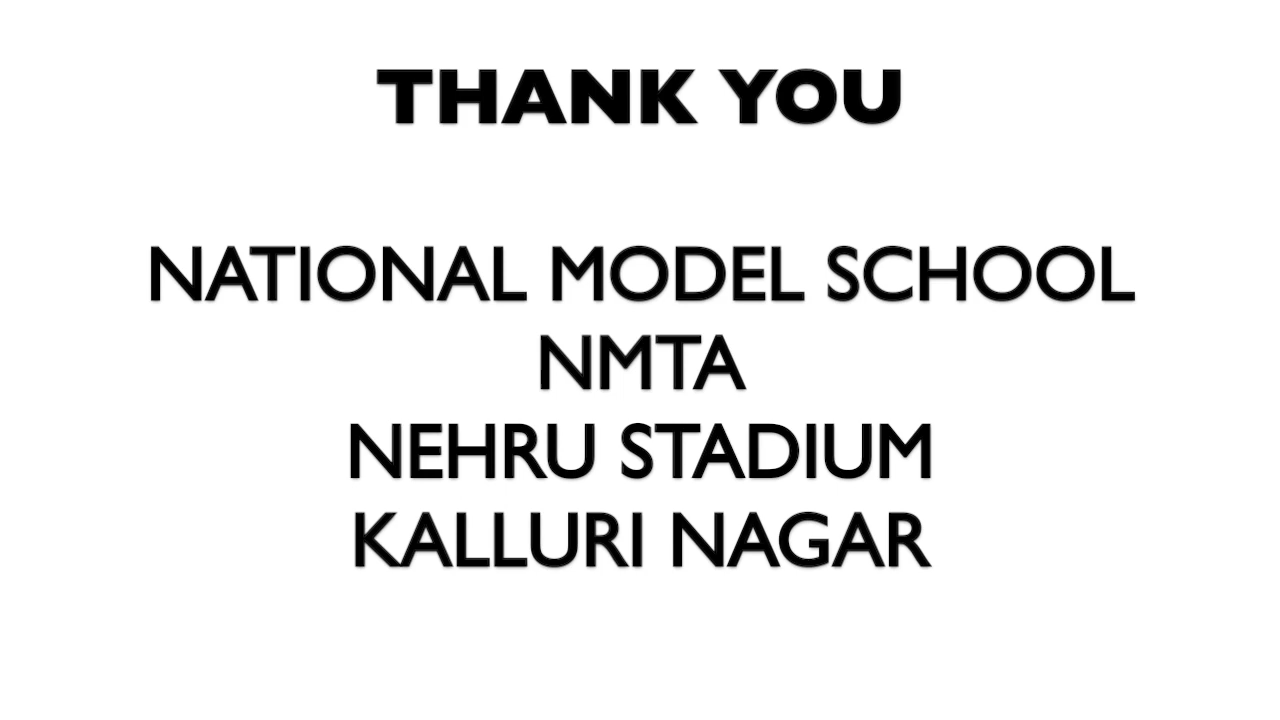 THANK YOU
NATIONAL MODEL SCHOOL
NMTA
NEHRU STADIUM
KALLURI NAGAR